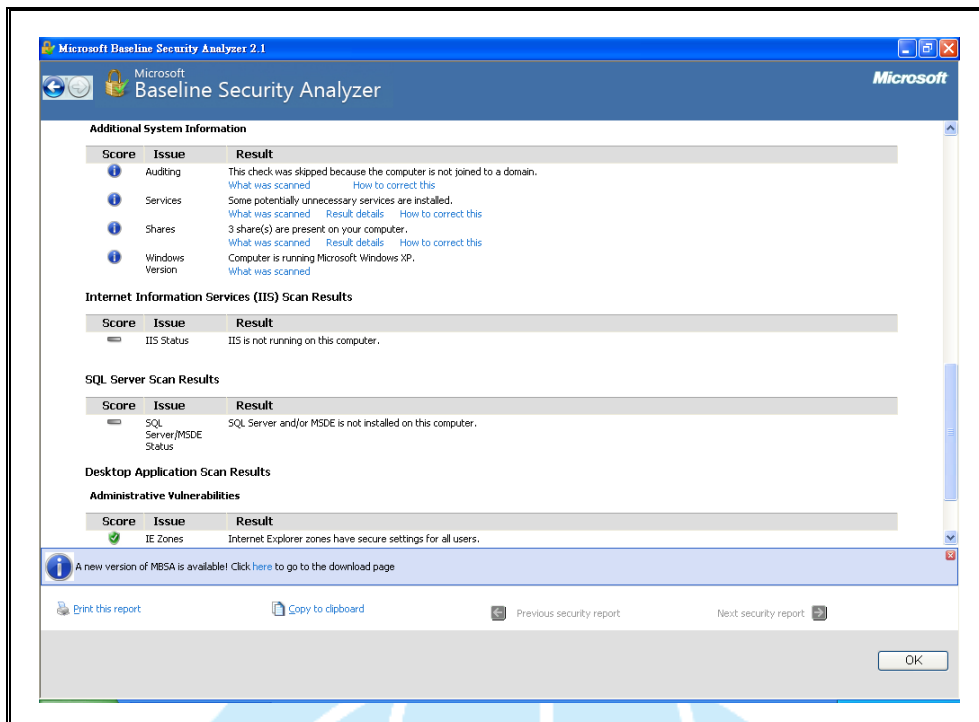 Microsoft Baseline Security Analyzer 2.1
Microsoft
Baseline Security Analyzer
Microsoft
Additional System Information
Score Issue Result
Auditing This check was skipped because the computer is not joined to a domain.
What was scanned How to correct this
Services Some potentially unnecessary services are installed.
What was scanned Result details How to correct this
Shares 3 share(s) are present on your computer.
What was scanned Result details How to correct this
Windows Computer is running Microsoft Windows XP.
Version What was scanned
Internet Information Services (IIS) Scan Results
Score Issue Result
IIS Status IIS is not running on this computer.
SQL Server Scan Results
Score Issue Result
SQL SQL Server and/or MSDE is not installed on this computer.
Server/MSDE
Status
Desktop Application Scan Results
Administrative Vulnerabilities
Score Issue Result
IE Zones Internet Explorer zones have secure settings for all users.
A new version of MBSA is available! Click here to go to the download page
Print this report Copy to clipboard Previous security report Next security report
OK